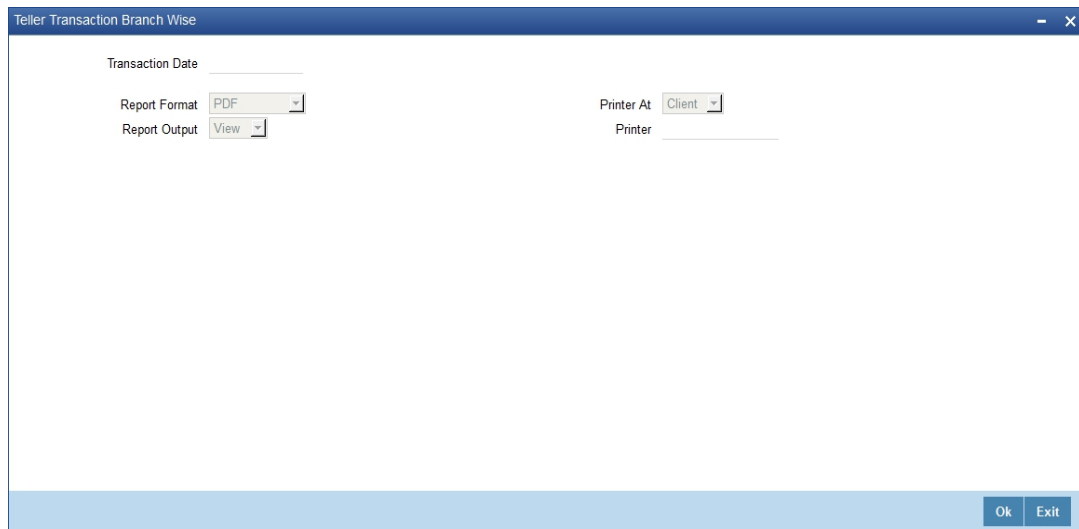 Teller Transaction Branch Wise
Transaction Date
Report Format PDF Printer At Client
Report Output View Printer
Ok Exit